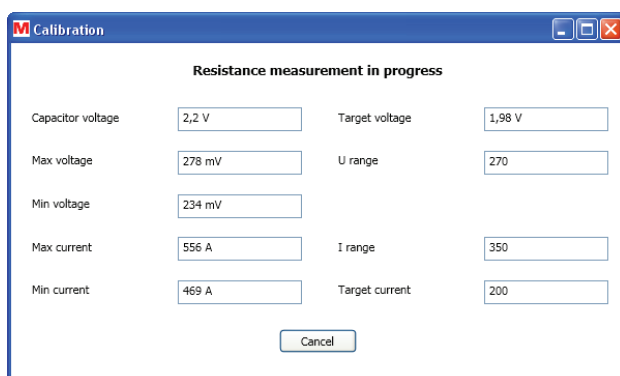 M Calibration
Resistance measurement in progress
Capacitor voltage 2,2 V Target voltage 1,98 V
Max voltage 278 mV U range 270
Min voltage 234 mV
Max current 556 A I range 350
Min current 469 A Target current 200
Cancel